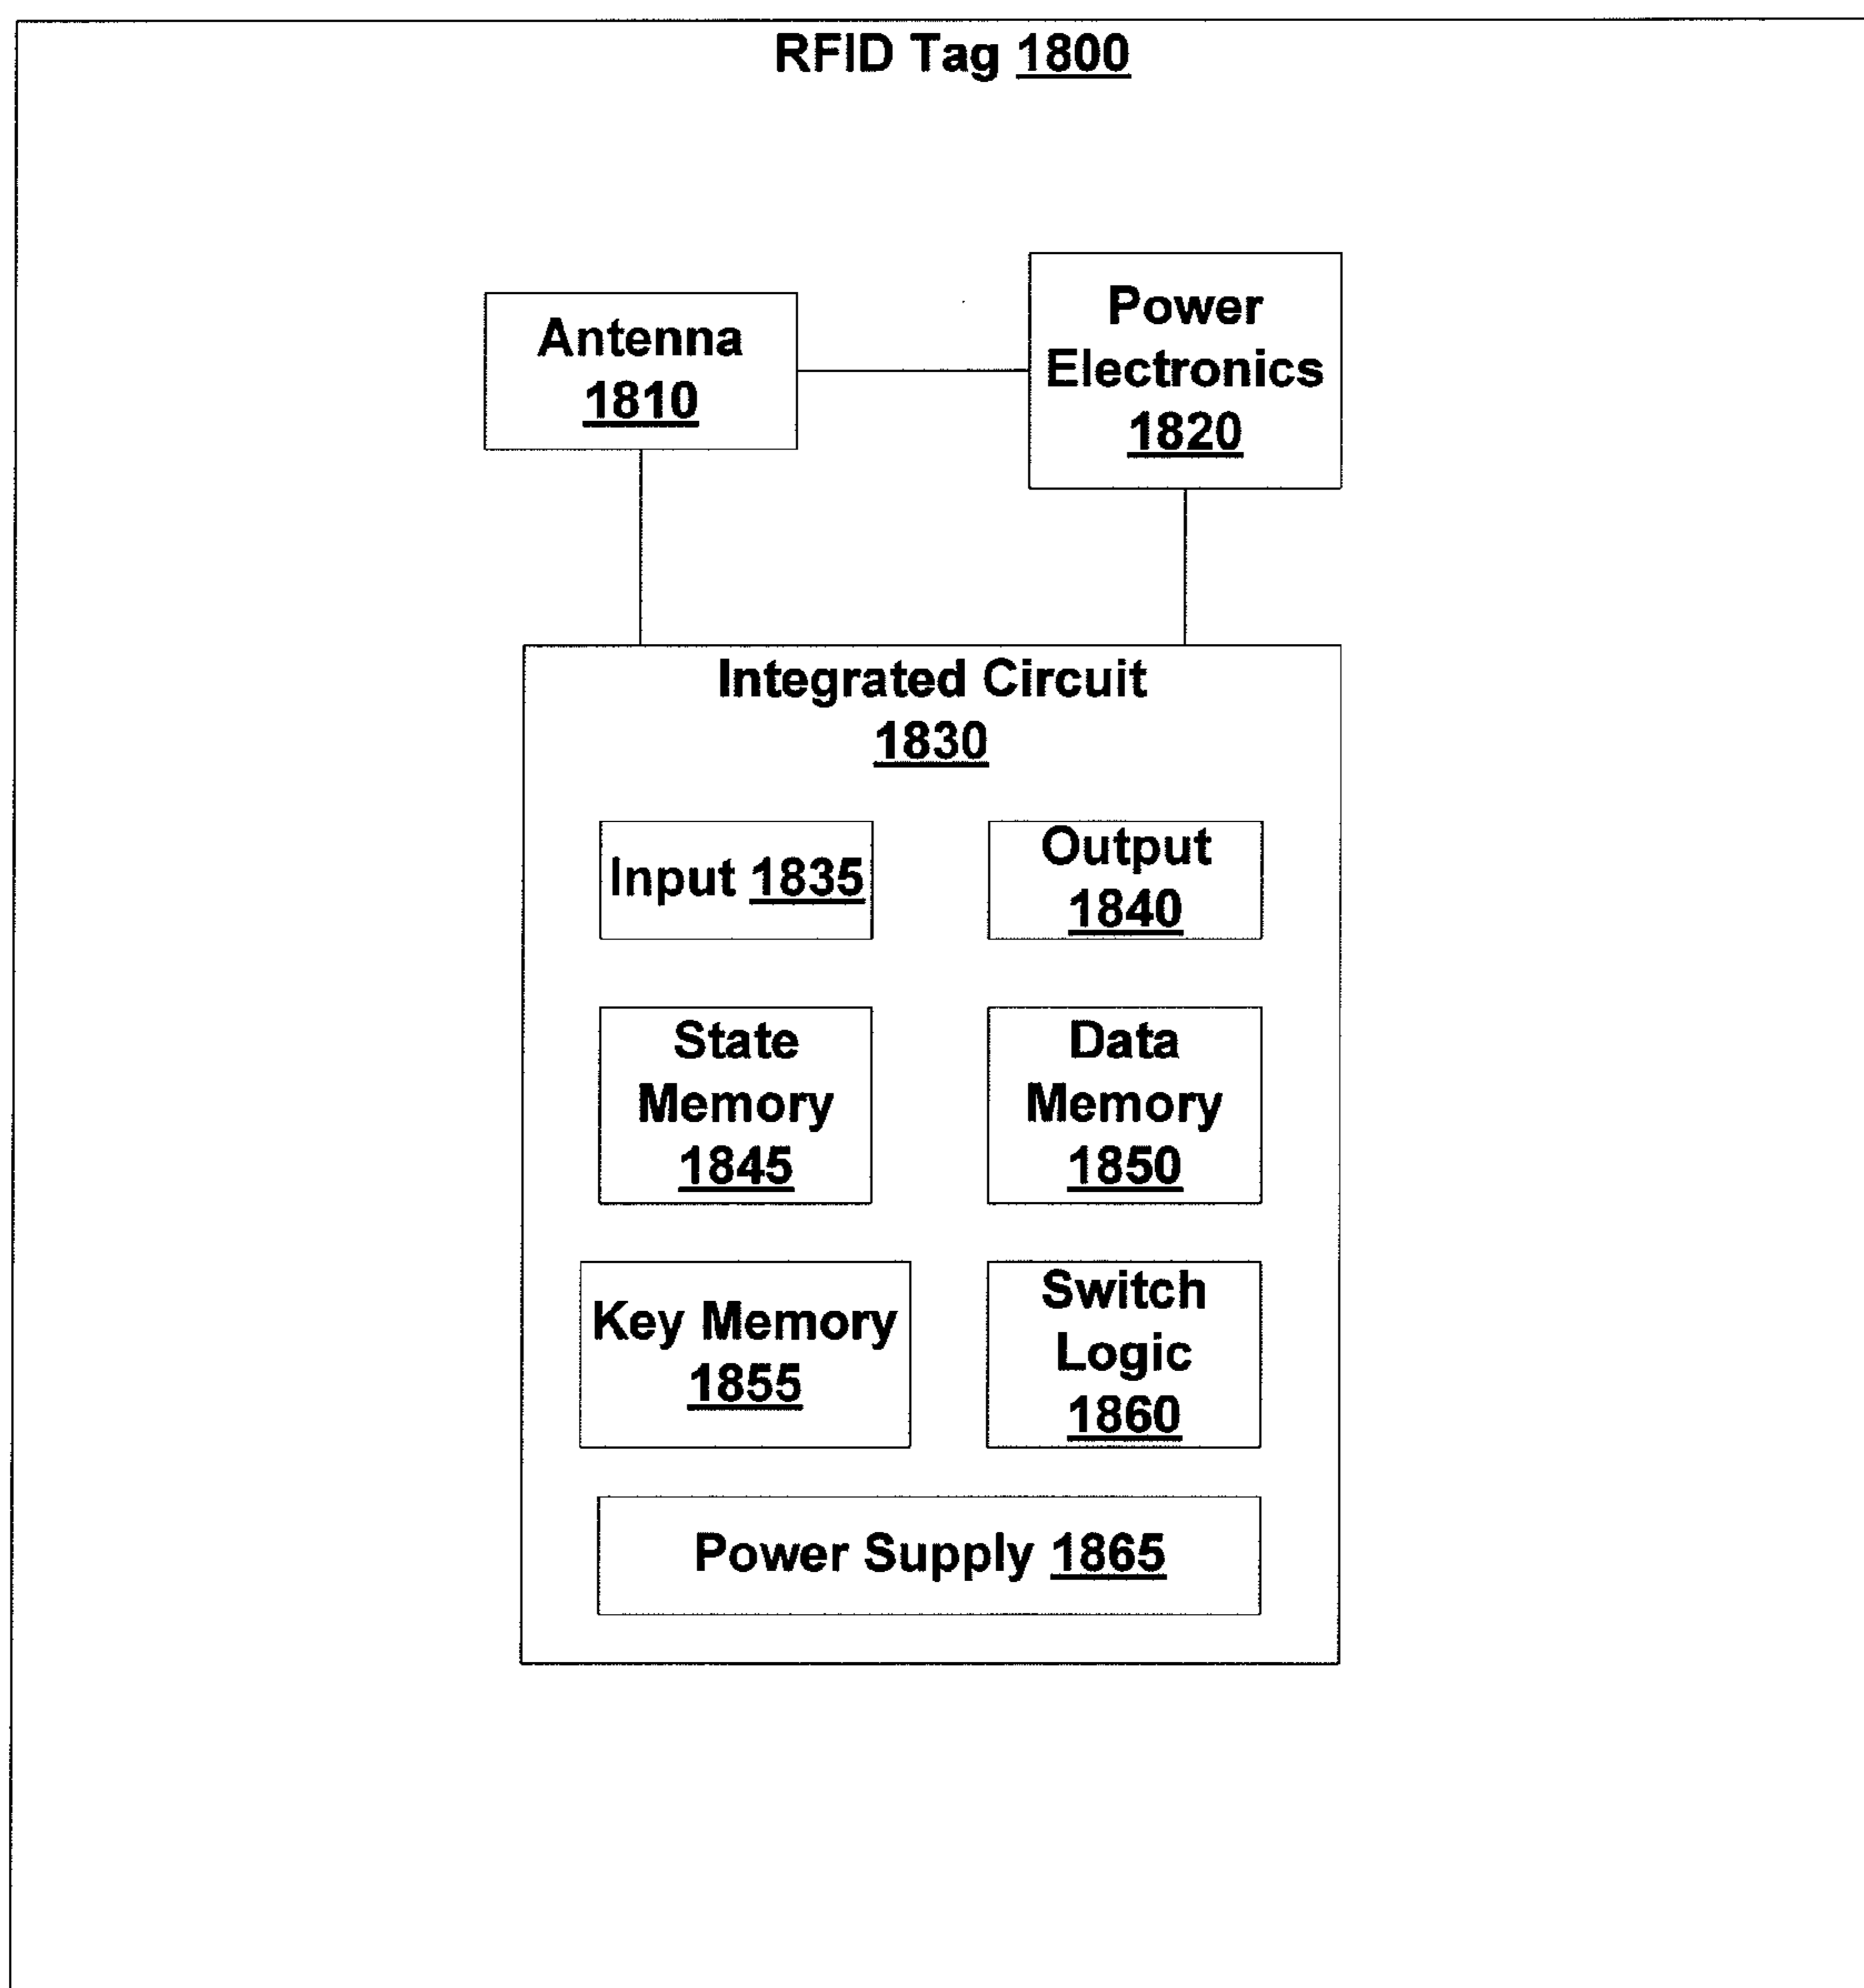 RFID Tag 1800
Antenna
1810
Power
Electronics
1820
Integrated Circuit
1830
Input 1835
Output
1840
State
Memory
1845
Data
Memory
1850
Key Memory
1855
Switch
Logic
1860
Power Supply 1865